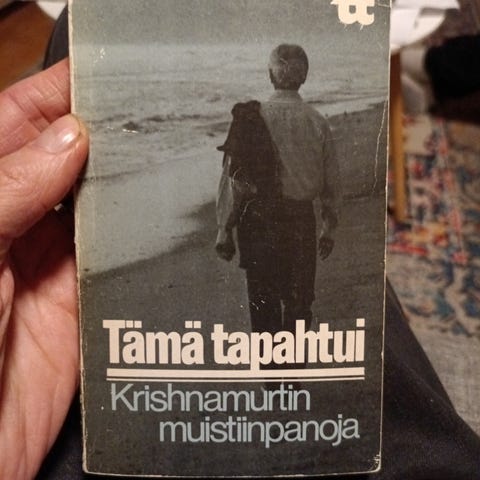 Tämä tapahtui
Krishnamurtin
muistiinpanoja